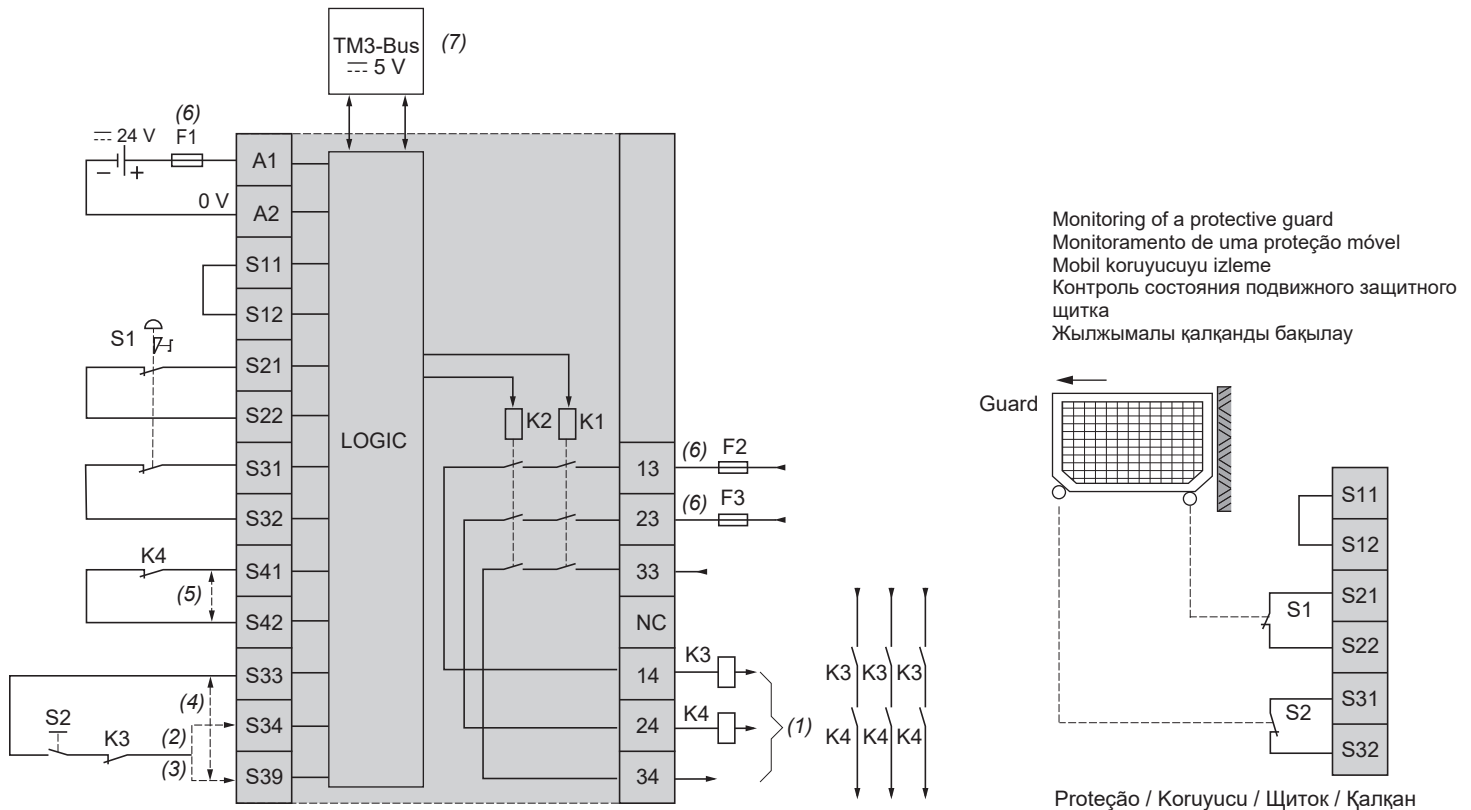 TM3-Bus
5 V
(7)
(6)
24 V
F1
− +
0 V
A1
A2
S11
S12
S1
S21
S22
S31
S32
K4
S41
(5)
S42
S33
(4)
S2
K3
(2)
(3)
S34
S39
LOGIC
K2
K1
13
(6)
F2
23
(6)
F3
33
NC
14
K3
24
K4
34
(1)
K3 K3 K3
K4 K4 K4
Monitoring of a protective guard
Monitoramento de uma proteção móvel
Mobil koruyucuyu izleme
Контроль состояния подвижного защитного
щитка
Жылжымалы қалқанды бақылау
Guard
S11
S12
S1
S21
S22
S2
S31
S32
Proteção / Koruyucu / Щиток / Қалқан